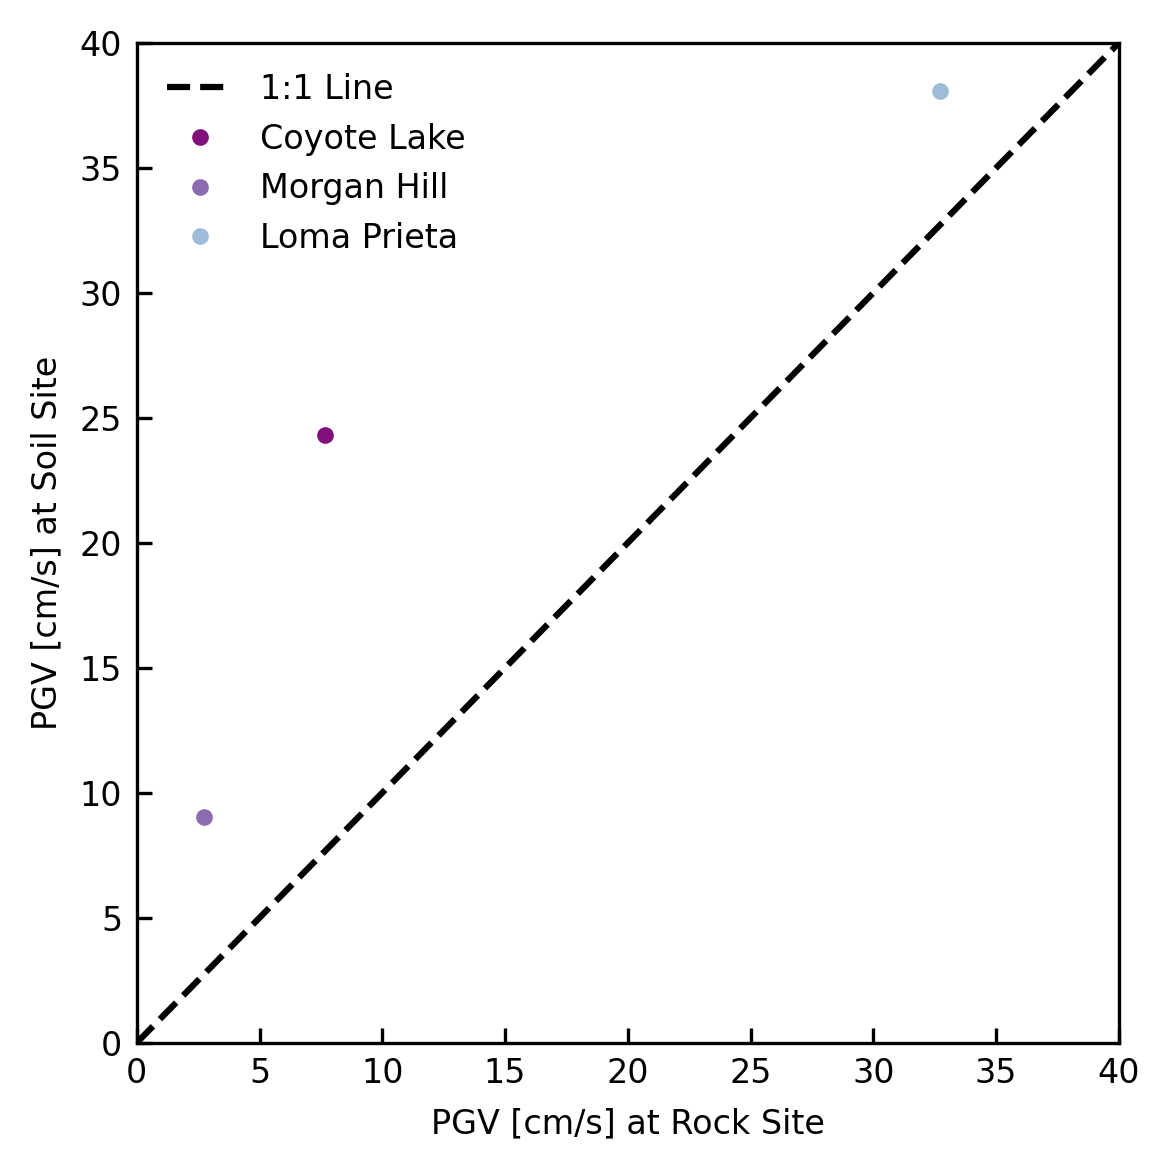 40
35
30
25
20
15
10
5
0
PGV [cm/s] at Soil Site
1:1 Line
Coyote Lake
Morgan Hill
Loma Prieta
0 5 10 15 20 25 30 35 40
PGV [cm/s] at Rock Site